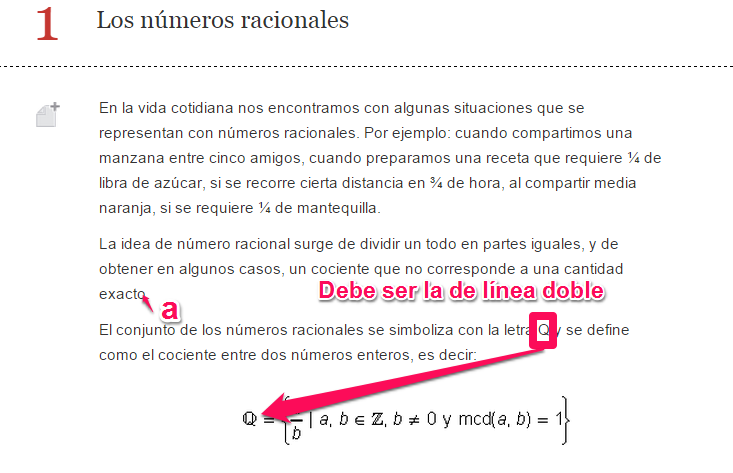 1 Los números racionales
En la vida cotidiana nos encontramos con algunas situaciones que se
representan con números racionales. Por ejemplo: cuando compartimos una
manzana entre cinco amigos, cuando preparamos una receta que requiere ¼ de
libra de azúcar, si se recorre cierta distancia en ¾ de hora, al compartir media
naranja, si se requiere ¼ de mantequilla.
La idea de número racional surge de dividir un todo en partes iguales, y de
obtener en algunos casos, un cociente que no corresponde a una cantidad
exacto.
a
Debe ser la de línea doble
El conjunto de los números racionales se simboliza con la letra Q y se define
como el cociente entre dos números enteros, es decir:
ℚ = { / b | a, b ∈ ℤ, b ≠ 0 y mcd(a, b) = 1}